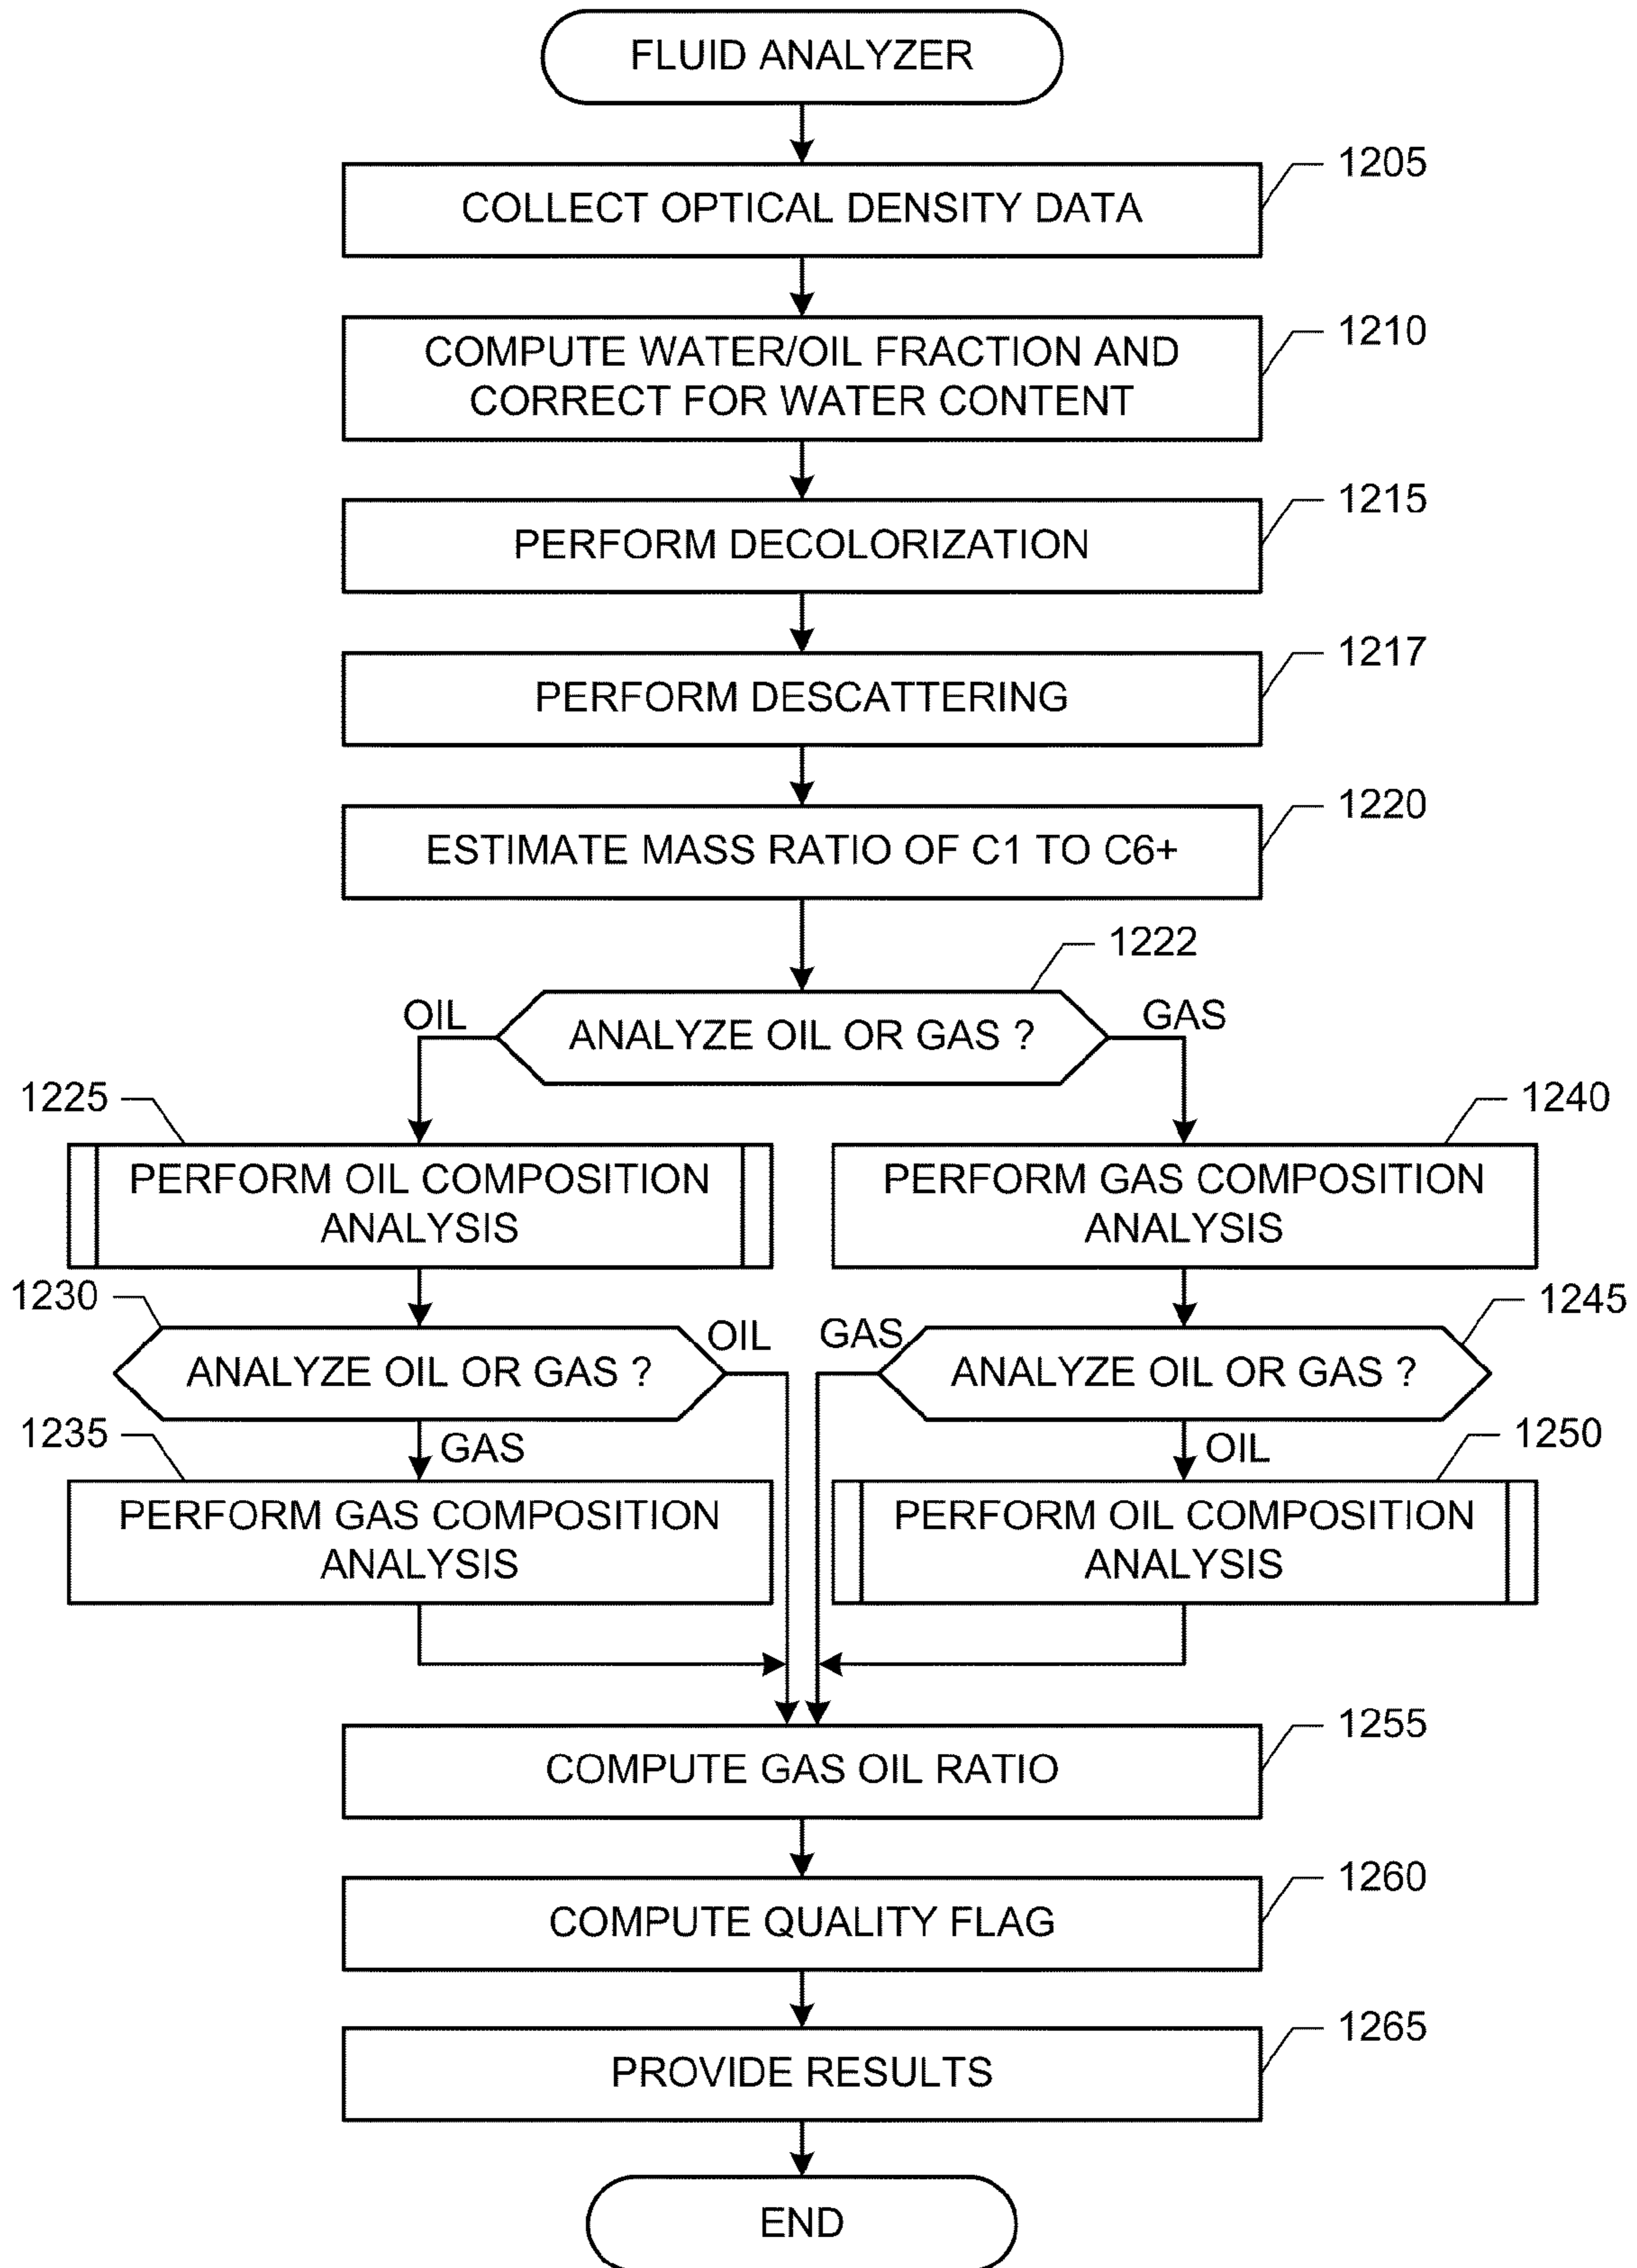 FLUID ANALYZER
1205
COLLECT OPTICAL DENSITY DATA
1210
COMPUTE WATER/OIL FRACTION AND
CORRECT FOR WATER CONTENT
1215
PERFORM DECOLORIZATION
1217
PERFORM DESCATTERING
1220
ESTIMATE MASS RATIO OF C1 TO C6+
1222
OIL
ANALYZE OIL OR GAS ?
GAS
1225
1240
PERFORM OIL COMPOSITION
ANALYSIS
PERFORM GAS COMPOSITION
ANALYSIS
1230
1245
ANALYZE OIL OR GAS ?
OIL
GAS
ANALYZE OIL OR GAS ?
1235
GAS
OIL
1250
PERFORM GAS COMPOSITION
ANALYSIS
PERFORM OIL COMPOSITION
ANALYSIS
1255
COMPUTE GAS OIL RATIO
1260
COMPUTE QUALITY FLAG
1265
PROVIDE RESULTS
END